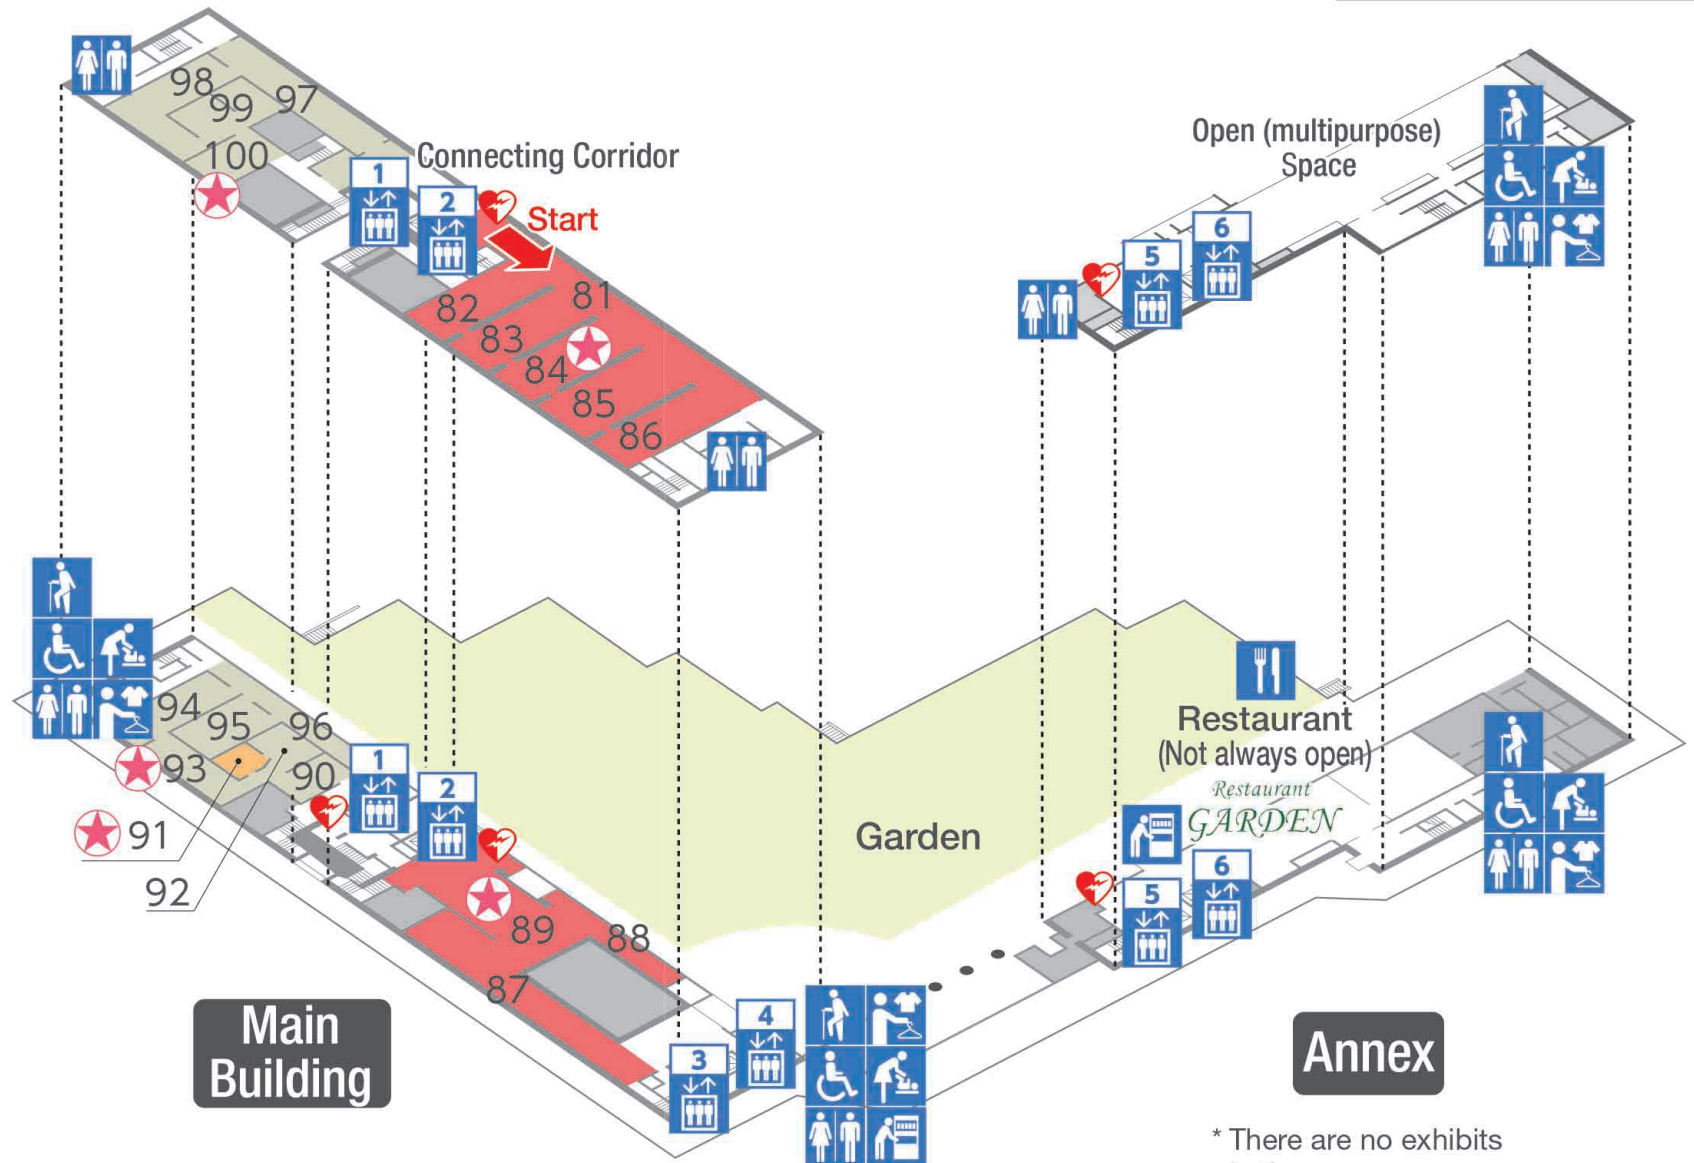 98
99
97
100
1
Connecting Corridor
2
Start
81
82
83
84
85
86
Open (multipurpose)
Space
6
5
94
95
96
93
90
91
92
1
2
89
88
87
Garden
Restaurant
(Not always open)
Restaurant
GARDEN
6
5
4
3
Main
Building
Annex
* There are no exhibits